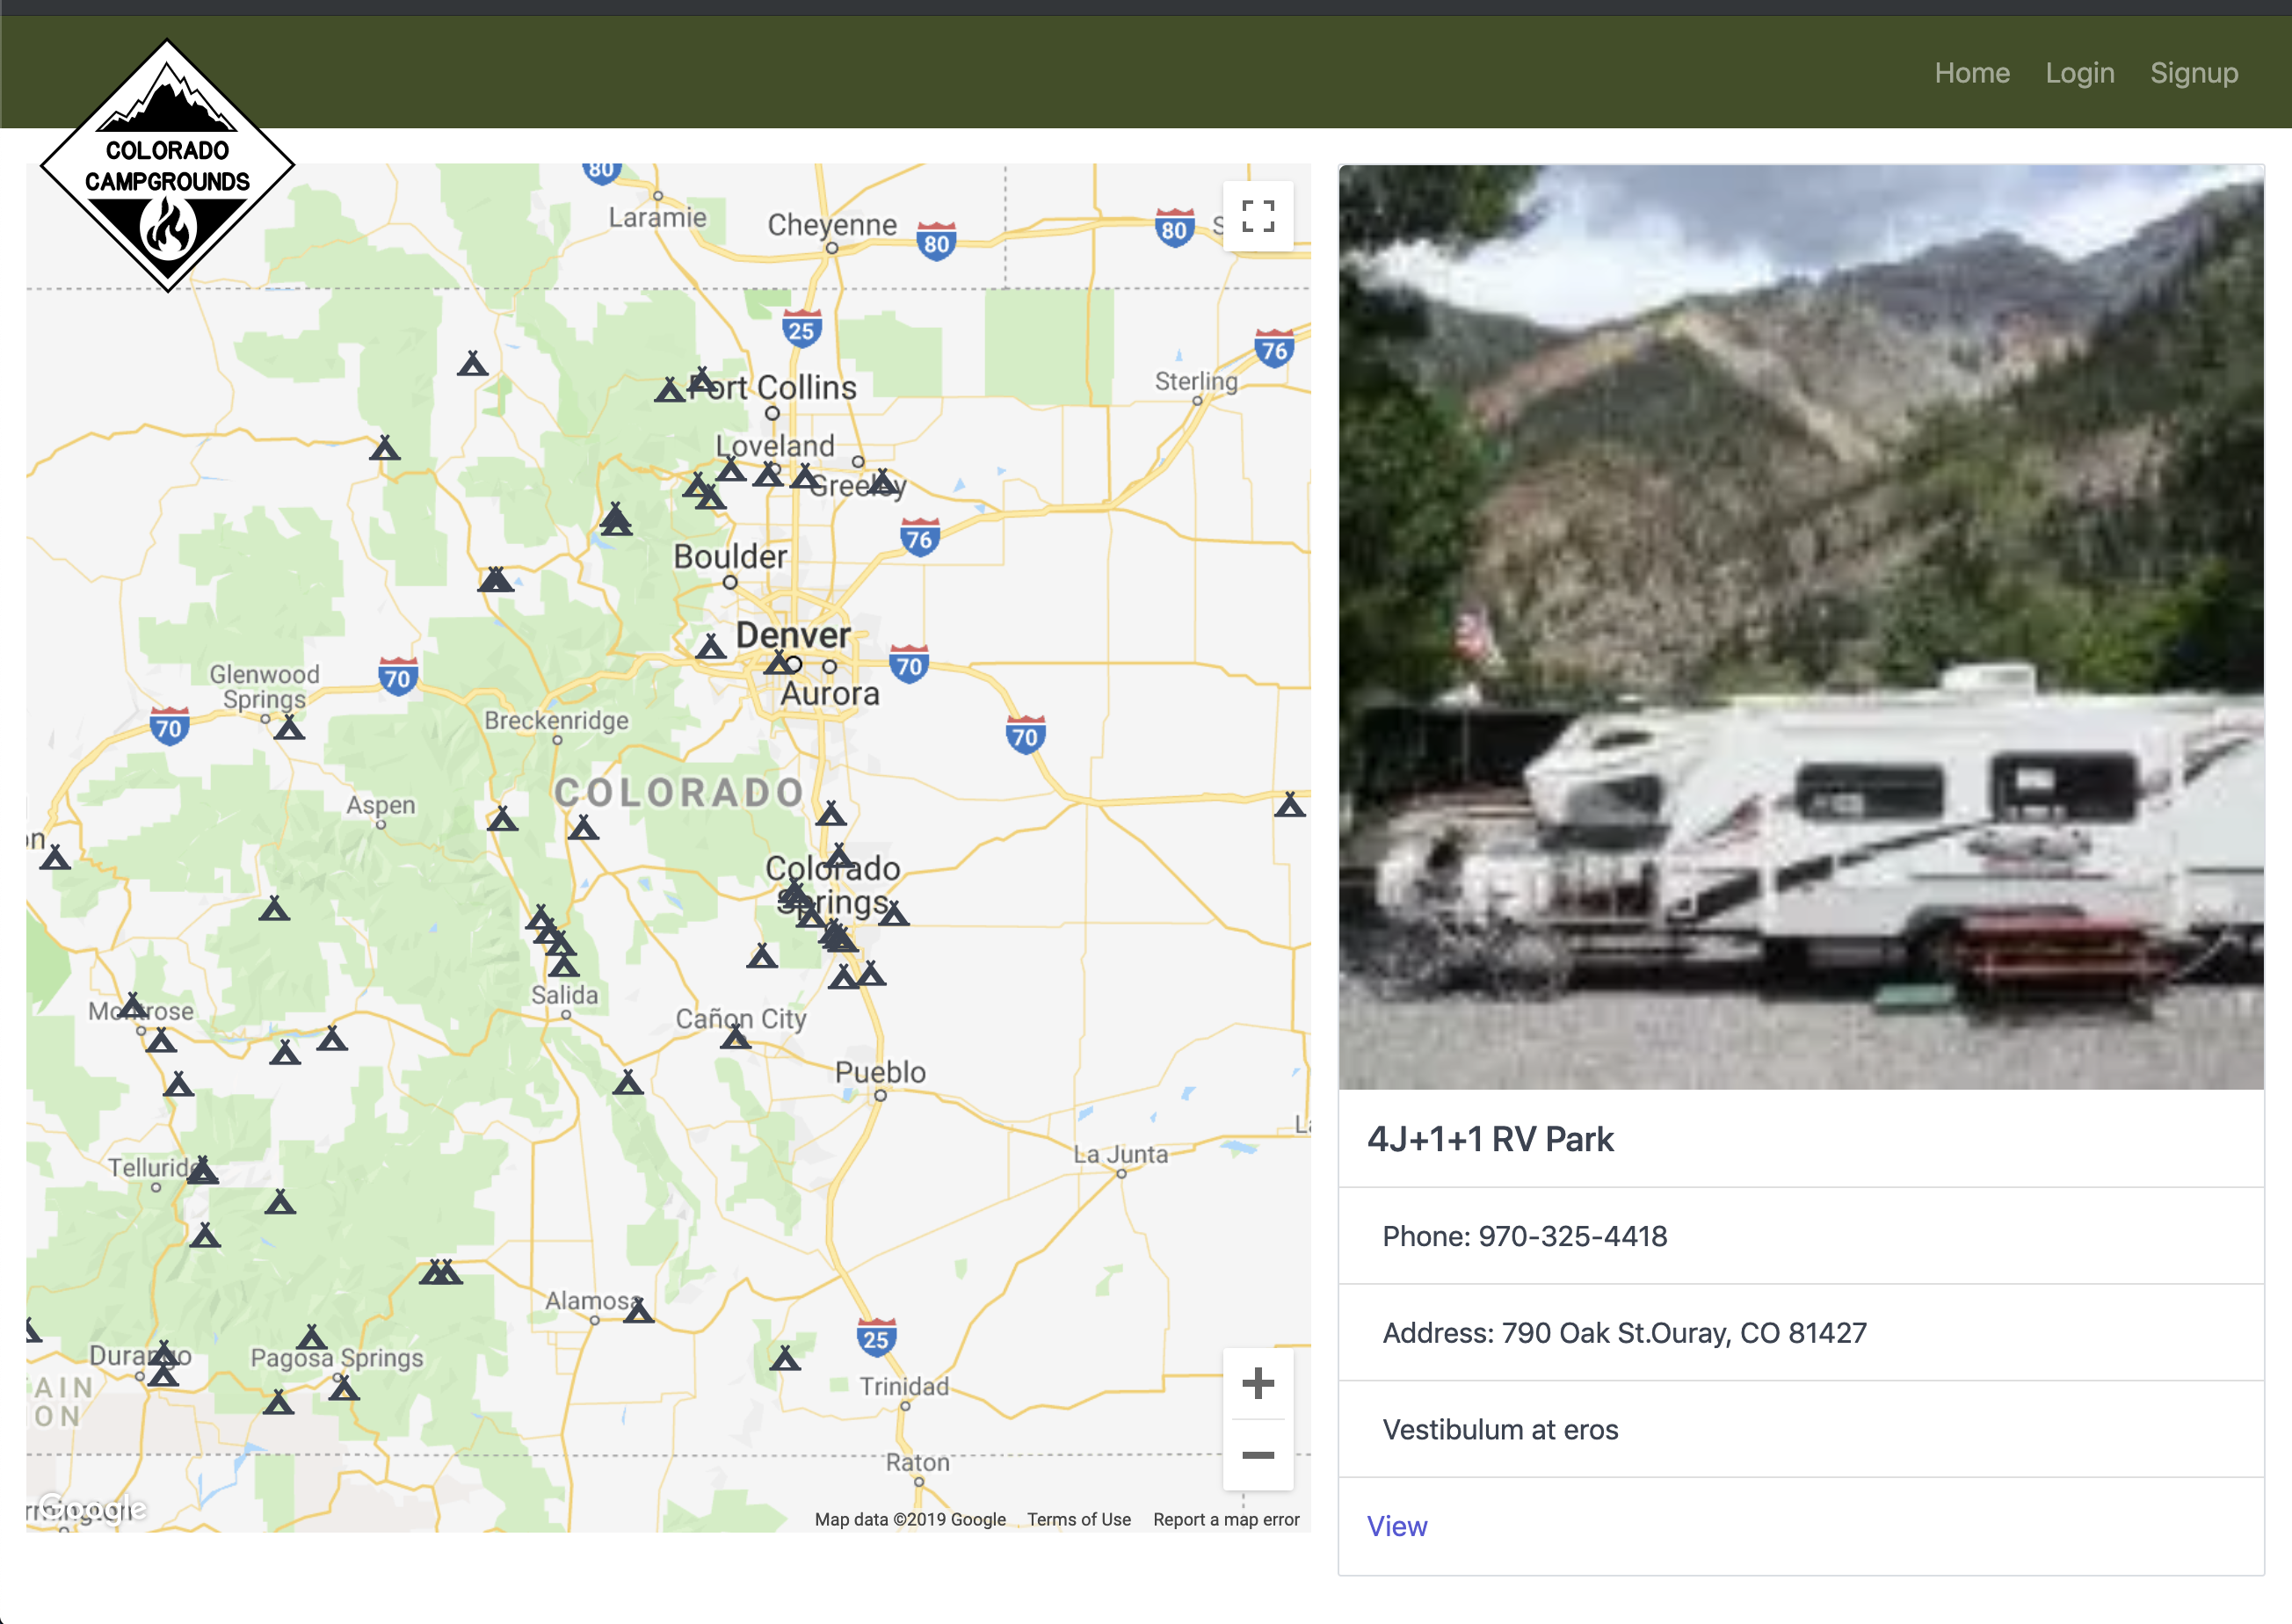 Home Login Signup
COLORADO
CAMPGROUNDS
80
Laramie
Cheyenne
80
80
25
76
Fort Collins
Sterling
Loveland
Greeley
76
Boulder
Denver
70
Aurora
Glenwood
Springs
70
70
Breckenridge
70
COLORADO
Aspen
Colorado
Springs
Montrose
Salida
Cañon City
Pueblo
Telluride
La Junta
Alamosa
25
Durango
Pagosa Springs
Trinidad
AIN
ON
Raton
Google
rmington
Map data ©2019 Google Terms of Use Report a map error
4J+1+1 RV Park
Phone: 970-325-4418
Address: 790 Oak St.Ouray, CO 81427
Vestibulum at eros
View